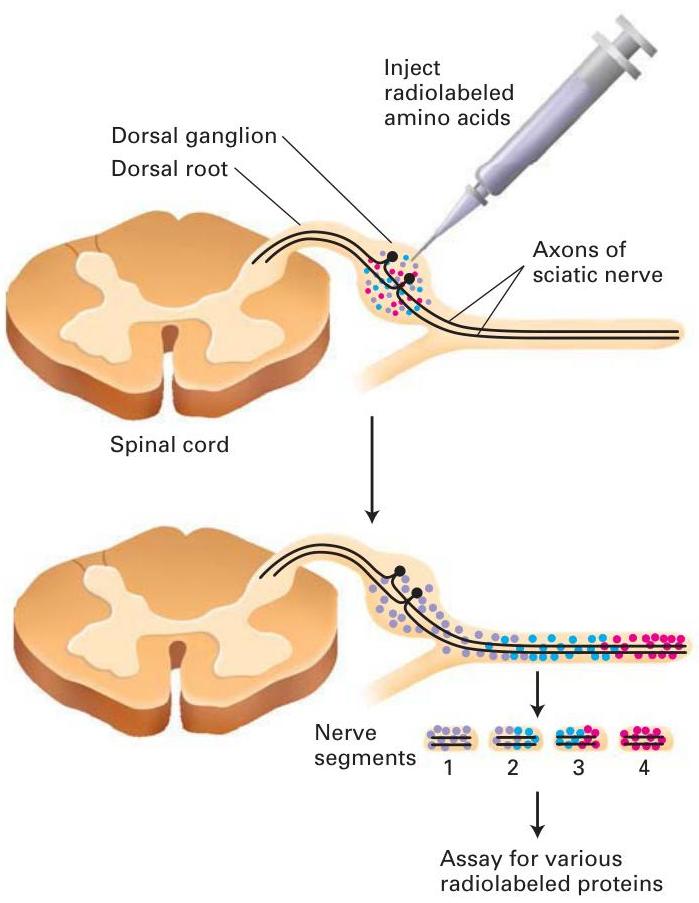 Inject
radiolabeled
amino acids
Dorsal ganglion
Dorsal root
Axons of
sciatic nerve
Spinal cord
Nerve
segments
1 2 3 4
Assay for various
radiolabeled proteins